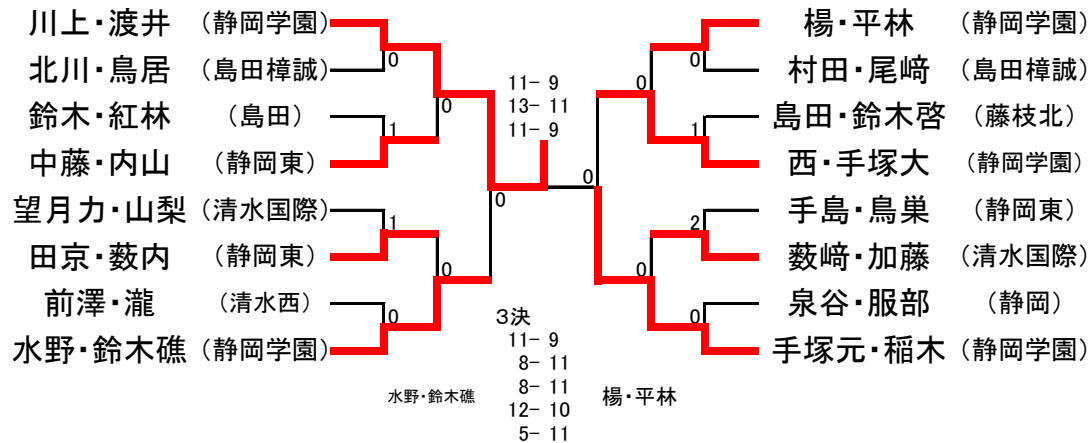 川上・渡井 (静岡学園)
0
北川・鳥居 (島田樟誠)
0
鈴木・紅林 (島田)
1
中藤・内山 (静岡東)
0
望月力・山梨 (清水国際)
1
田京・薮内 (静岡東)
0
前澤・瀧 (清水西)
0
水野・鈴木礁 (静岡学園)
11- 9
13- 11
11- 9
0
3決
11- 9
8- 11
8- 11
12- 10
5- 11
水野・鈴木礁
楊・平林
楊・平林 (静岡学園)
0
村田・尾﨑 (島田樟誠)
0
島田・鈴木啓 (藤枝北)
1
西・手塚大 (静岡学園)
手島・鳥巣 (静岡東)
2
薮﨑・加藤 (清水国際)
0
泉谷・服部 (静岡)
0
手塚元・稲木 (静岡学園)